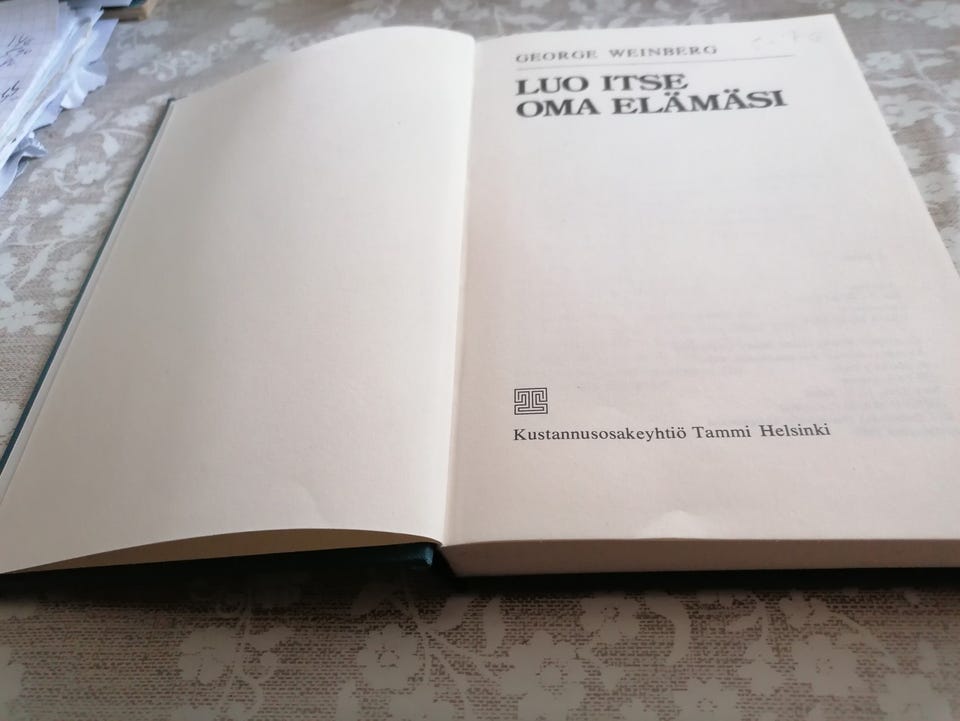 GEORGE WEINBERG
LUO ITSE
OMA ELÄMÄSI
Kustannusosakeyhtiö Tammi Helsinki